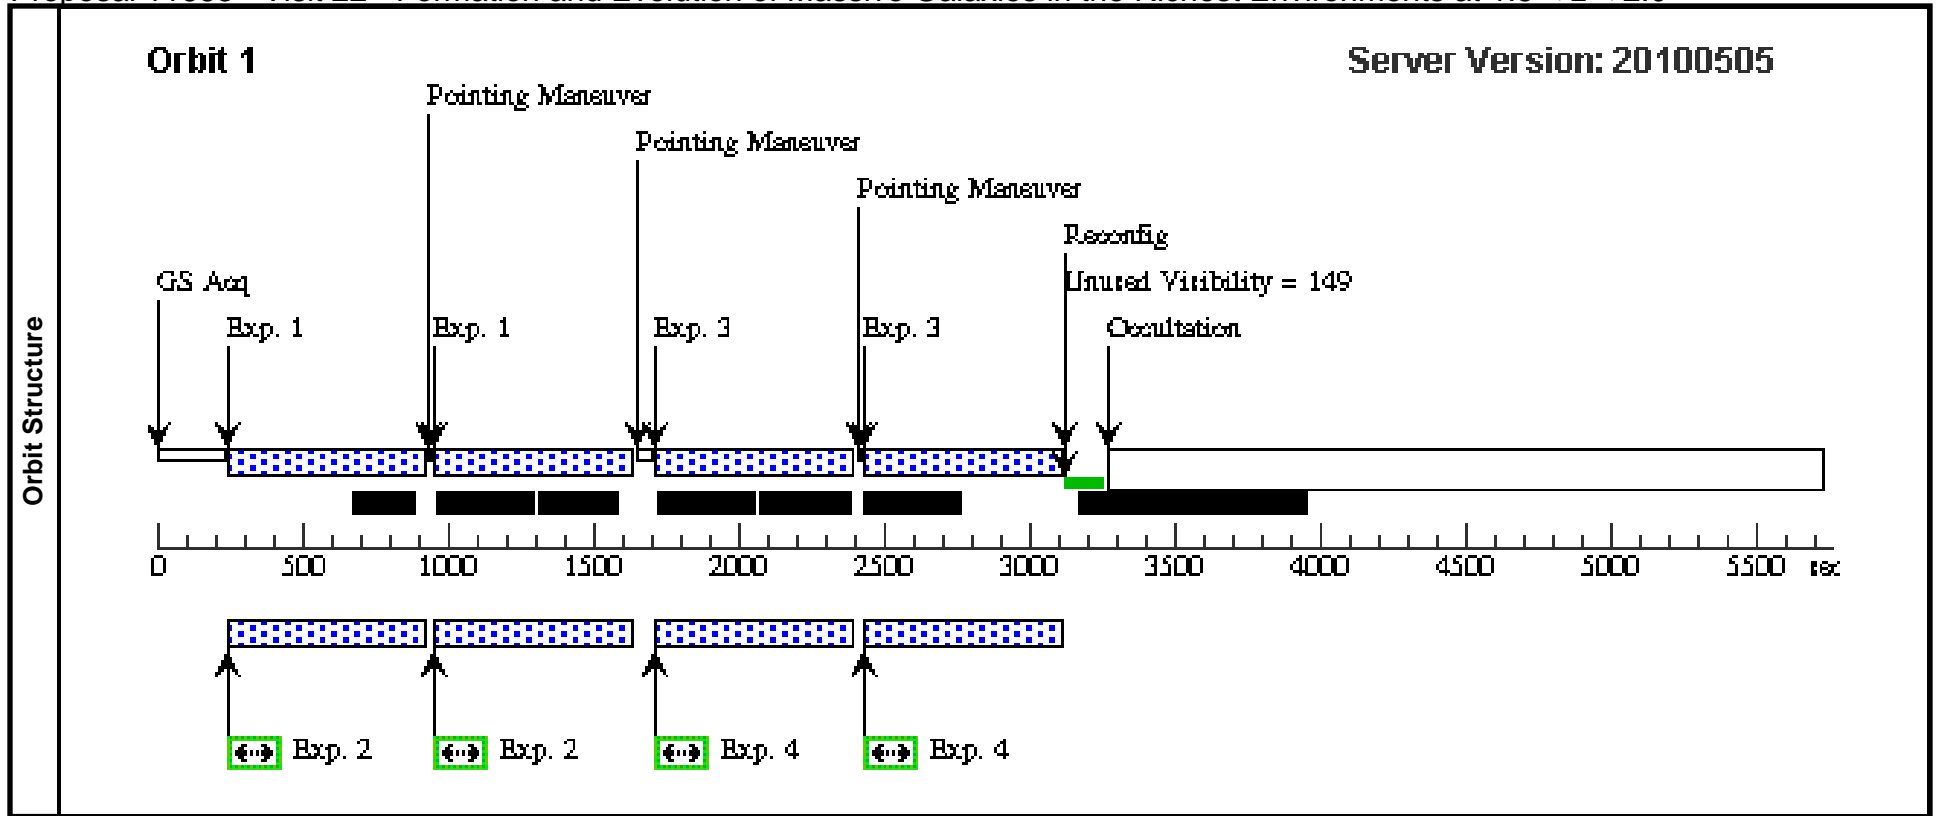 Orbit 1
Server Version: 20100505
Pointing Maneuver
Pointing Maneuver
Pointing Maneuver
Reconfig
GS Acq
Unused Visibility = 149
Exp. 1
Exp. 1
Exp. 3
Exp. 3
Occultation
Orbit Structure
0 500 1000 1500 2000 2500 3000 3500 4000 4500 5000 5500 sec
Exp. 2
Exp. 2
Exp. 4
Exp. 4